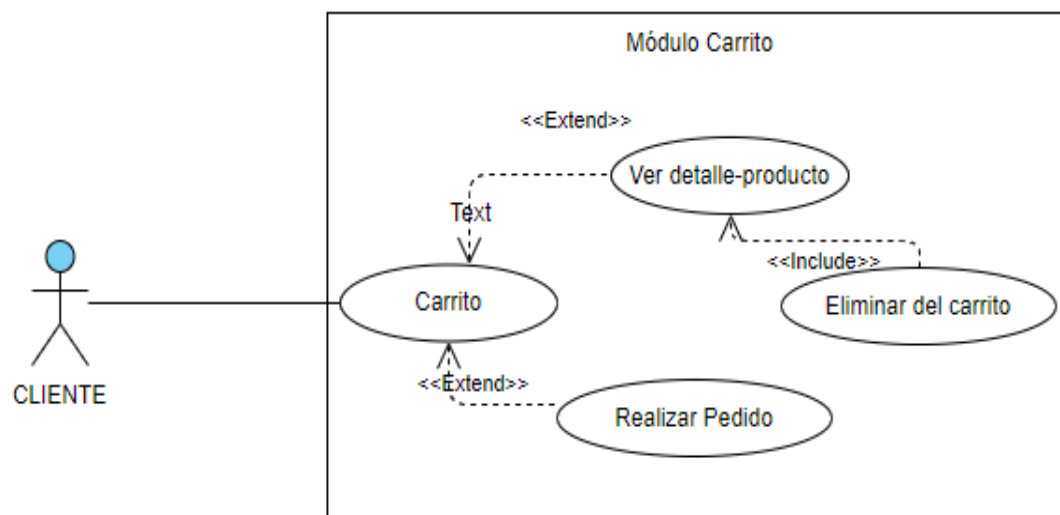 Módulo Carrito
<<Extend>>
Ver detalle-producto
Text
<<Include>>
Carrito
Eliminar del carrito
<<Extend>>
CLIENTE
Realizar Pedido